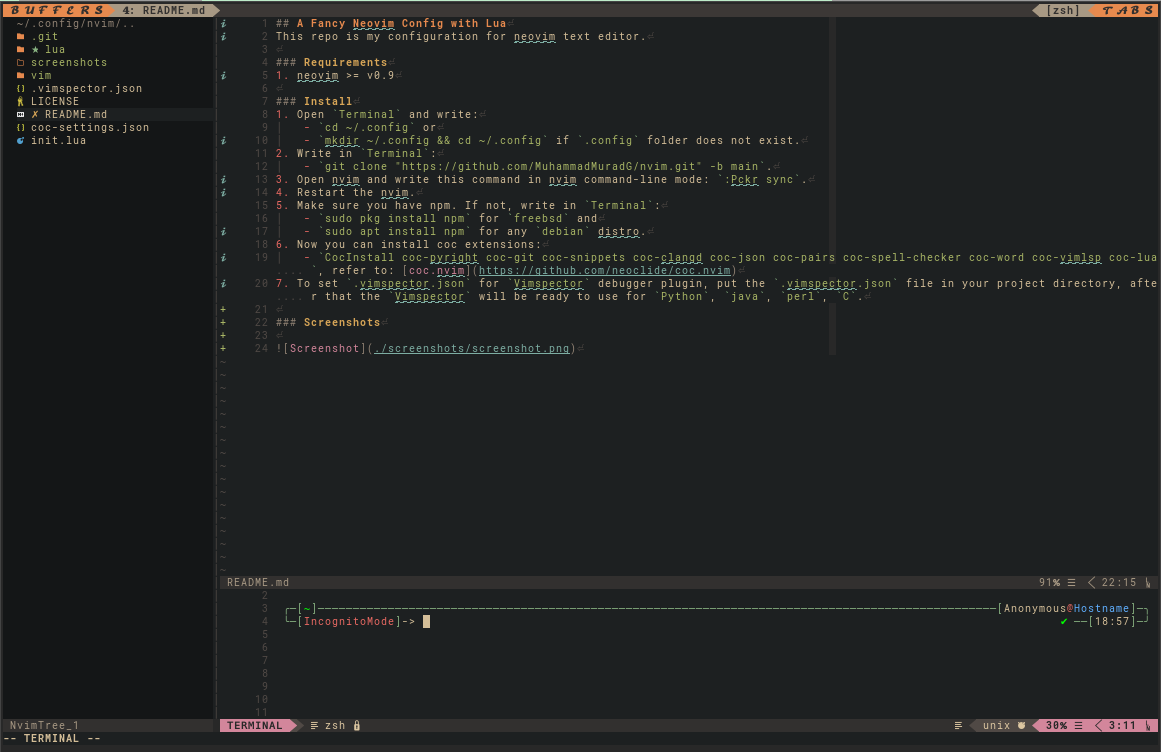 BUFFERS 4: README.md [zsh] TABS
~/.config/nvim/..
.git
★ lua
screenshots
vim
{} .vimspector.json
LICENSE
✗ README.md
{} coc-settings.json
init.lua
i 1 ## A Fancy Neovim Config with Lua
i 2 This repo is my configuration for neovim text editor.
3
4 ### Requirements
i 5 1. neovim >= v0.9
6
7 ### Install
8 1. Open `Terminal` and write:
9 - `cd ~/.config` or
i 10 - `mkdir ~/.config && cd ~/.config` if `.config` folder does not exist.
11 2. Write in `Terminal`:
12 - `git clone "https://github.com/MuhammadMuradG/nvim.git" -b main`.
i 13 3. Open nvim and write this command in nvim command-line mode: `:Pckr sync`.
i 14 4. Restart the nvim.
15 5. Make sure you have npm. If not, write in `Terminal`:
16 - `sudo pkg install npm` for `freebsd` and
i 17 - `sudo apt install npm` for any `debian` distro.
18 6. Now you can install coc extensions:
i 19 - `CocInstall coc-pyright coc-git coc-snippets coc-clangd coc-json coc-pairs coc-spell-checker coc-word coc-vimlsp coc-lua
.... `, refer to: [coc.nvim](https://github.com/neoclide/coc.nvim)
i 20 7. To set `.vimspector.json` for `Vimspector` debugger plugin, put the `.vimspector.json` file in your project directory, afte
.... r that the `Vimspector` will be ready to use for `Python`, `java`, `perl`, `C`.
+ 21
+ 22 ### Screenshots
+ 23
+ 24 ![Screenshot](./screenshots/screenshot.png)
README.md 91% ☰ 22:15
2
3 [~] [Anonymous@Hostname]
4 [IncognitoMode]-> ✔ [18:57]
5
6
7
8
9
10
11
NvimTree_1 TERMINAL zsh unix 30% ☰ 3:11
-- TERMINAL --